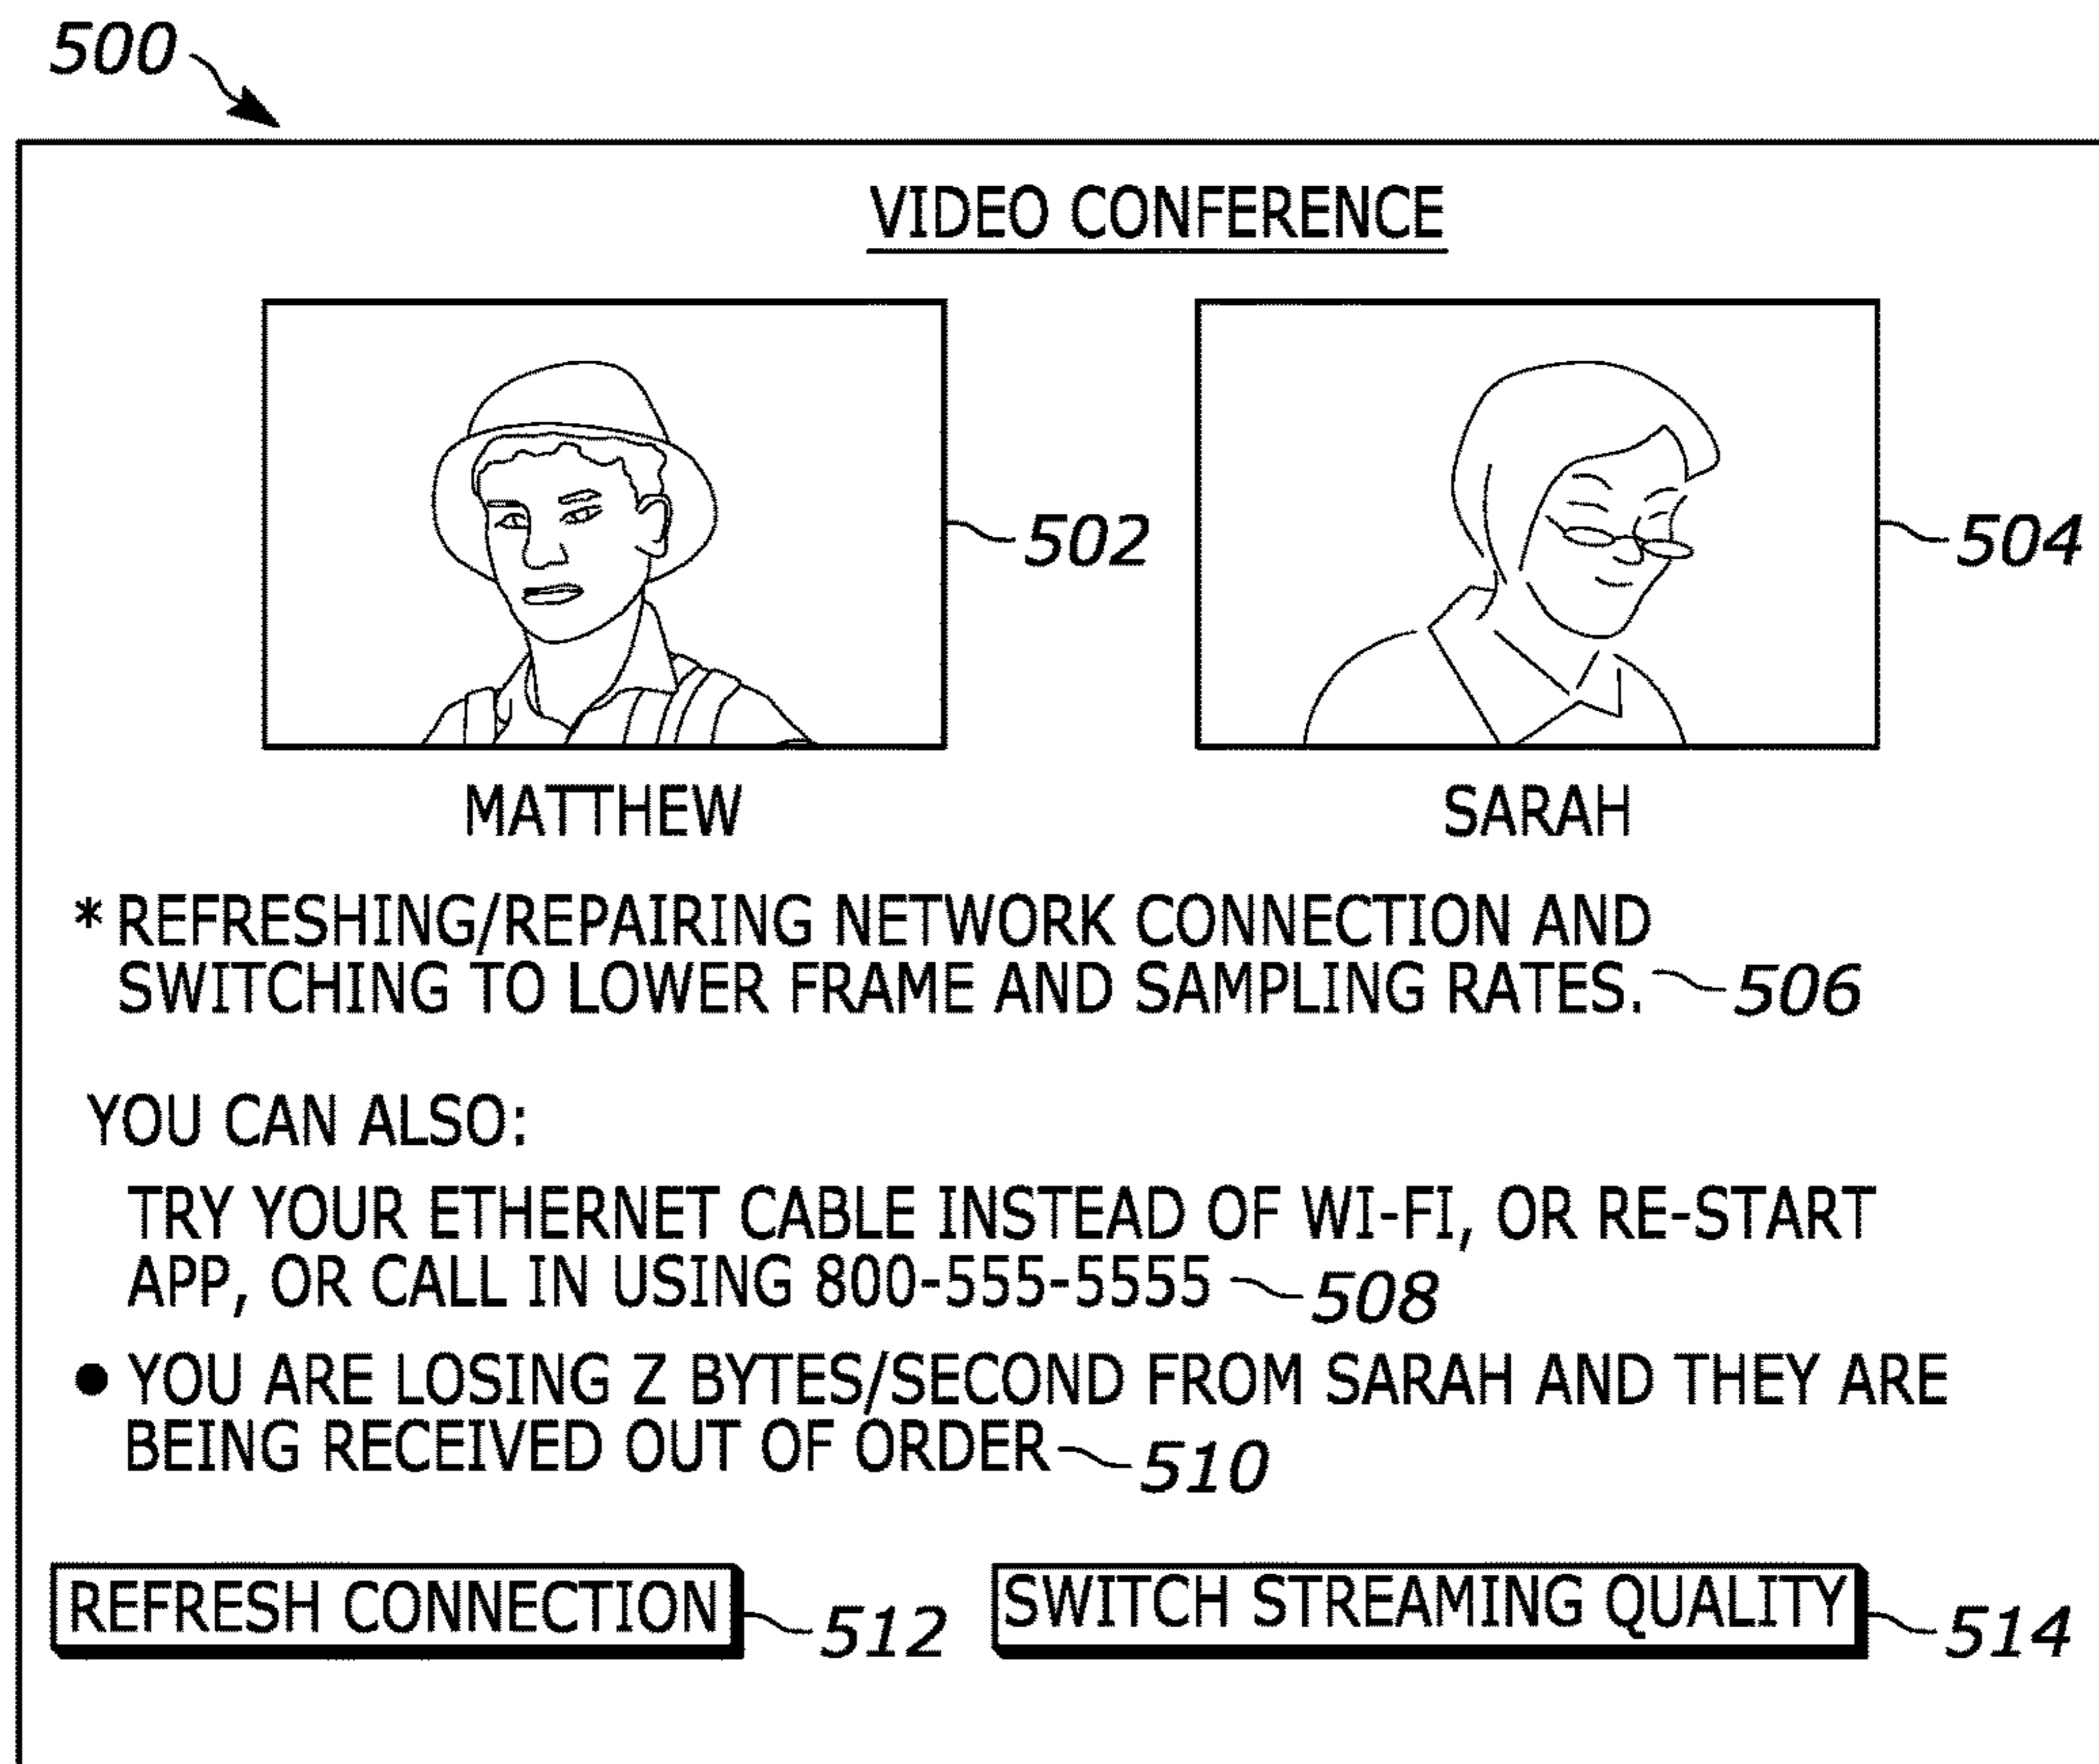 500
VIDEO CONFERENCE
502
504
MATTHEW
SARAH
* REFRESHING/REPAIRING NETWORK CONNECTION AND
SWITCHING TO LOWER FRAME AND SAMPLING RATES. 506
YOU CAN ALSO:
TRY YOUR ETHERNET CABLE INSTEAD OF WI-FI, OR RE-START
APP, OR CALL IN USING 800-555-5555 508
● YOU ARE LOSING Z BYTES/SECOND FROM SARAH AND THEY ARE
BEING RECEIVED OUT OF ORDER 510
REFRESH CONNECTION 512
SWITCH STREAMING QUALITY 514